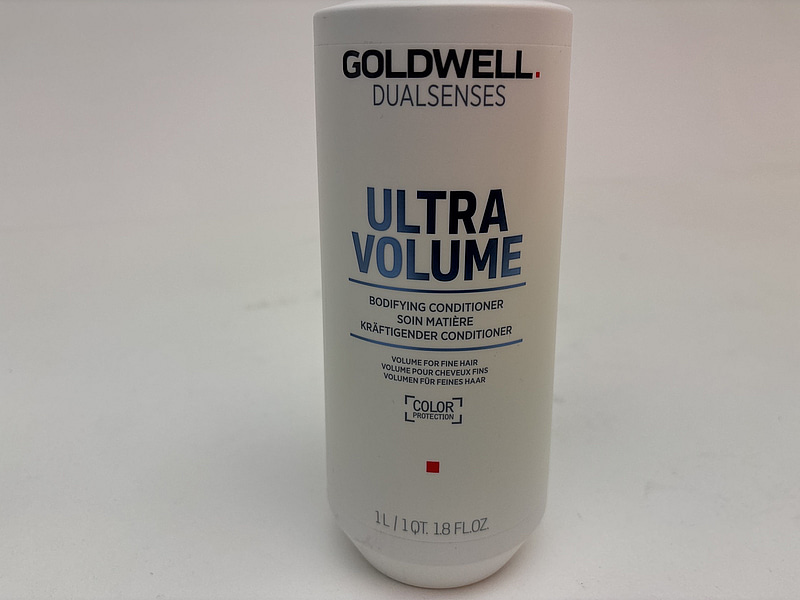 GOLDWELL.
DUALSENSES
ULTRA
VOLUME
BODIFYING CONDITIONER
SOIN MATIÈRE
KRÄFTIGENDER CONDITIONER
VOLUME FOR FINE HAIR
VOLUME POUR CHEVEUX FINS
VOLUMEN FÜR FEINES HAAR
COLOR
PROTECTION
1 L / 1 QT. 1.8 FL.OZ.